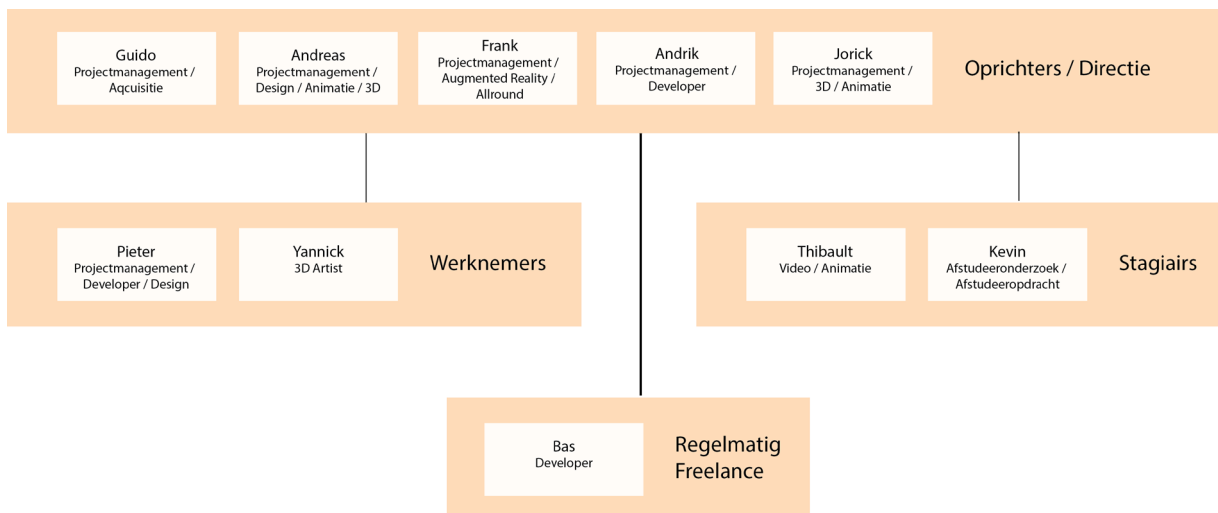 Guido
Projectmanagement /
Aqcuisitie
Andreas
Projectmanagement /
Design / Animatie / 3D
Frank
Projectmanagement /
Augmented Reality /
Allround
Andrik
Projectmanagement /
Developer
Jorick
Projectmanagement /
3D / Animatie
Oprichters / Directie
Pieter
Projectmanagement /
Developer / Design
Yannick
3D Artist
Werknemers
Thibault
Video / Animatie
Kevin
Afstudeeronderzoek /
Afstudeeropdracht
Stagiairs
Bas
Developer
Regelmatig
Freelance